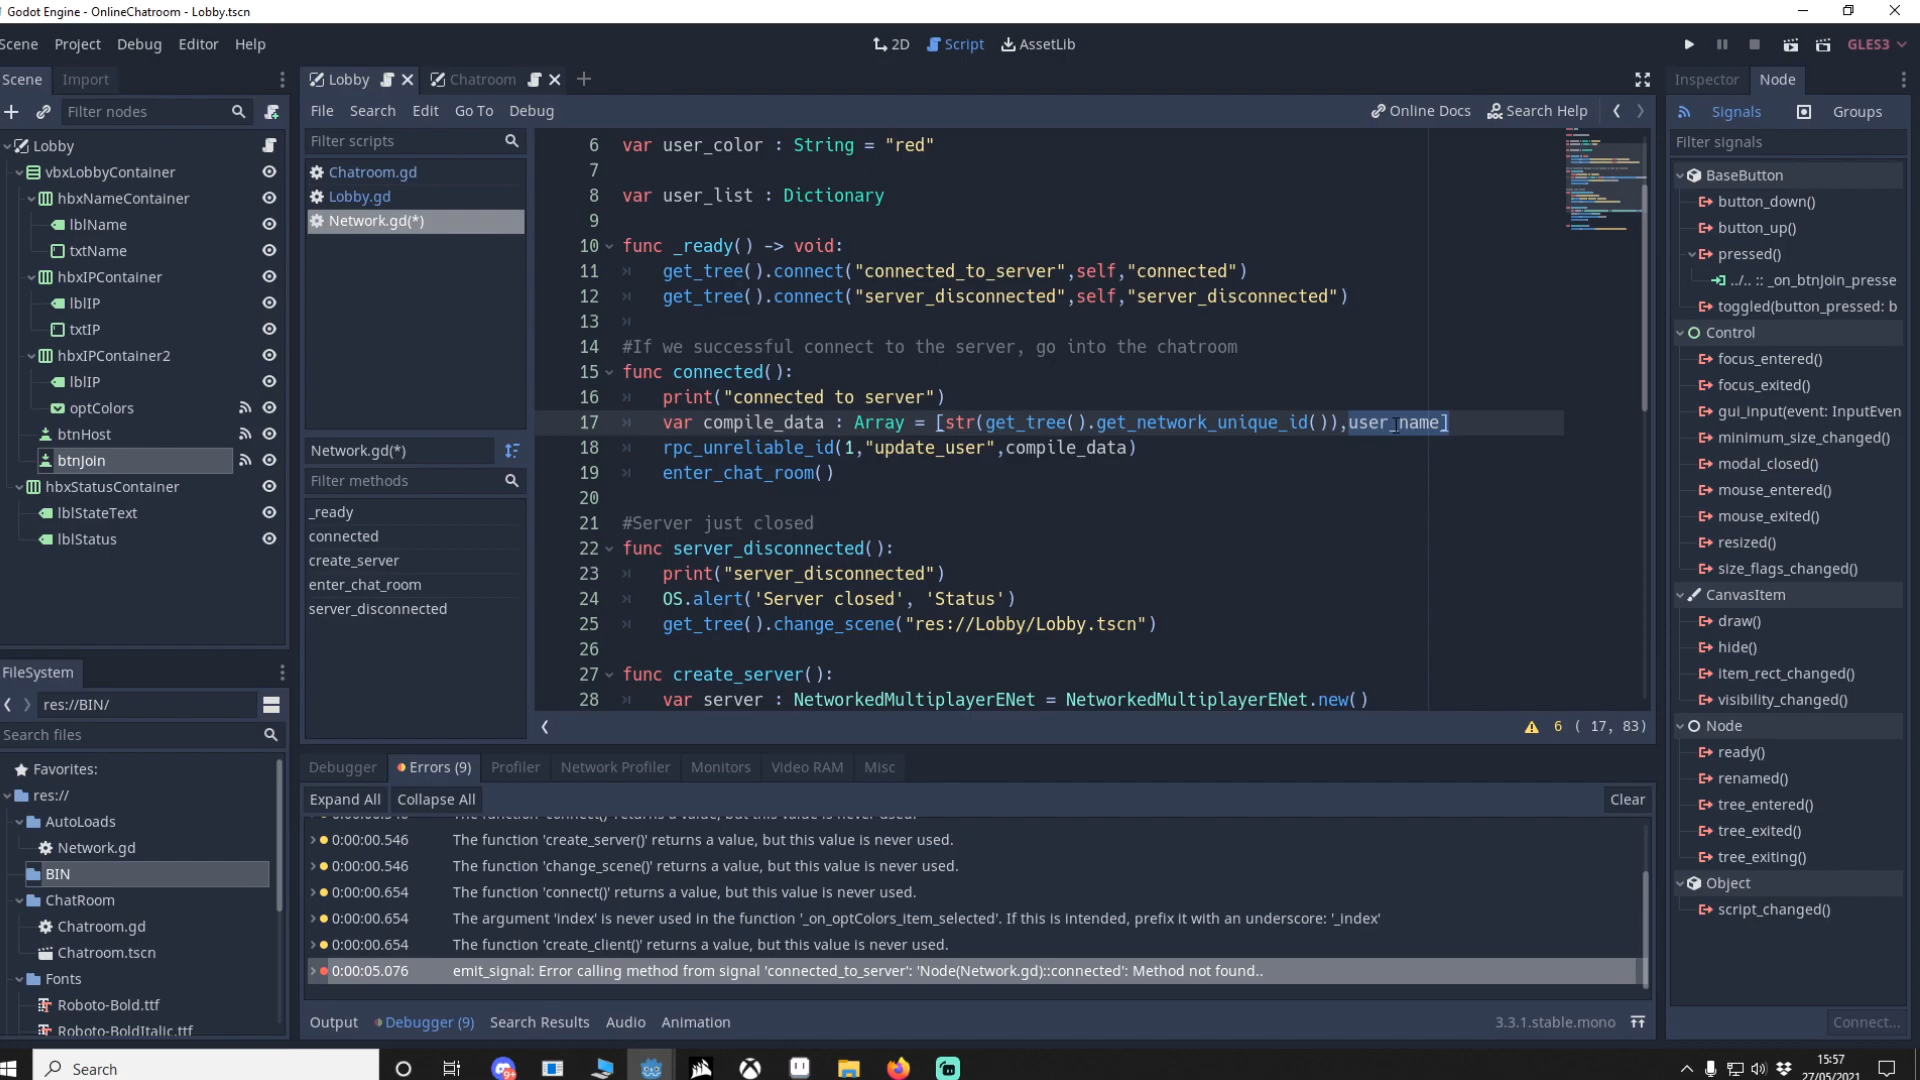 Godot Engine - OnlineChatroom - Lobby.tscn
Scene Project Debug Editor Help
2D Script AssetLib
GLES3
Scene Import
Filter nodes
Lobby
vbxLobbyContainer
hbxNameContainer
lblName
txtName
hbxIPContainer
lblIP
txtIP
hbxIPContainer2
lblIP
optColors
btnHost
btnJoin
hbxStatusContainer
lblStateText
lblStatus
FileSystem
res://BIN/
Search files
Favorites:
res://
AutoLoads
Network.gd
BIN
ChatRoom
Chatroom.gd
Chatroom.tscn
Fonts
Roboto-Bold.ttf
Roboto-BoldItalic.ttf
Lobby Chatroom
File Search Edit Go To Debug
Online Docs Search Help
Filter scripts
Chatroom.gd
Lobby.gd
Network.gd(*)
Network.gd(*)
Filter methods
_ready
connected
create_server
enter_chat_room
server_disconnected
6 var user_color : String = "red"
7
8 var user_list : Dictionary
9
10 func _ready() -> void:
11 get_tree().connect("connected_to_server",self,"connected")
12 get_tree().connect("server_disconnected",self,"server_disconnected")
13
14 #If we successful connect to the server, go into the chatroom
15 func connected():
16 print("connected to server")
17 var compile_data : Array = [str(get_tree().get_network_unique_id()),user_name]
18 rpc_unreliable_id(1,"update_user",compile_data)
19 enter_chat_room()
20
21 #Server just closed
22 func server_disconnected():
23 print("server_disconnected")
24 OS.alert('Server closed', 'Status')
25 get_tree().change_scene("res://Lobby/Lobby.tscn")
26
27 func create_server():
28 var server : NetworkedMultiplayerENet = NetworkedMultiplayerENet.new()
6 ( 17, 83)
Debugger Errors (9) Profiler Network Profiler Monitors Video RAM Misc
Expand All Collapse All Clear
0:00:00.546 The function 'create_server()' returns a value, but this value is never used.
0:00:00.546 The function 'change_scene()' returns a value, but this value is never used.
0:00:00.654 The function 'connect()' returns a value, but this value is never used.
0:00:00.654 The argument 'index' is never used in the function '_on_optColors_item_selected'. If this is intended, prefix it with an underscore: '_index'
0:00:00.654 The function 'create_client()' returns a value, but this value is never used.
0:00:05.076 emit_signal: Error calling method from signal 'connected_to_server': 'Node(Network.gd)::connected': Method not found..
Output Debugger (9) Search Results Audio Animation
3.3.1.stable.mono
Inspector Node
Signals Groups
Filter signals
BaseButton
button_down()
button_up()
pressed()
../.. :: _on_btnJoin_presse
toggled(button_pressed: b
Control
focus_entered()
focus_exited()
gui_input(event: InputEven
minimum_size_changed()
modal_closed()
mouse_entered()
mouse_exited()
resized()
size_flags_changed()
CanvasItem
draw()
hide()
item_rect_changed()
visibility_changed()
Node
ready()
renamed()
tree_entered()
tree_exited()
tree_exiting()
Object
script_changed()
Connect...
Search
15:57
27/05/2021